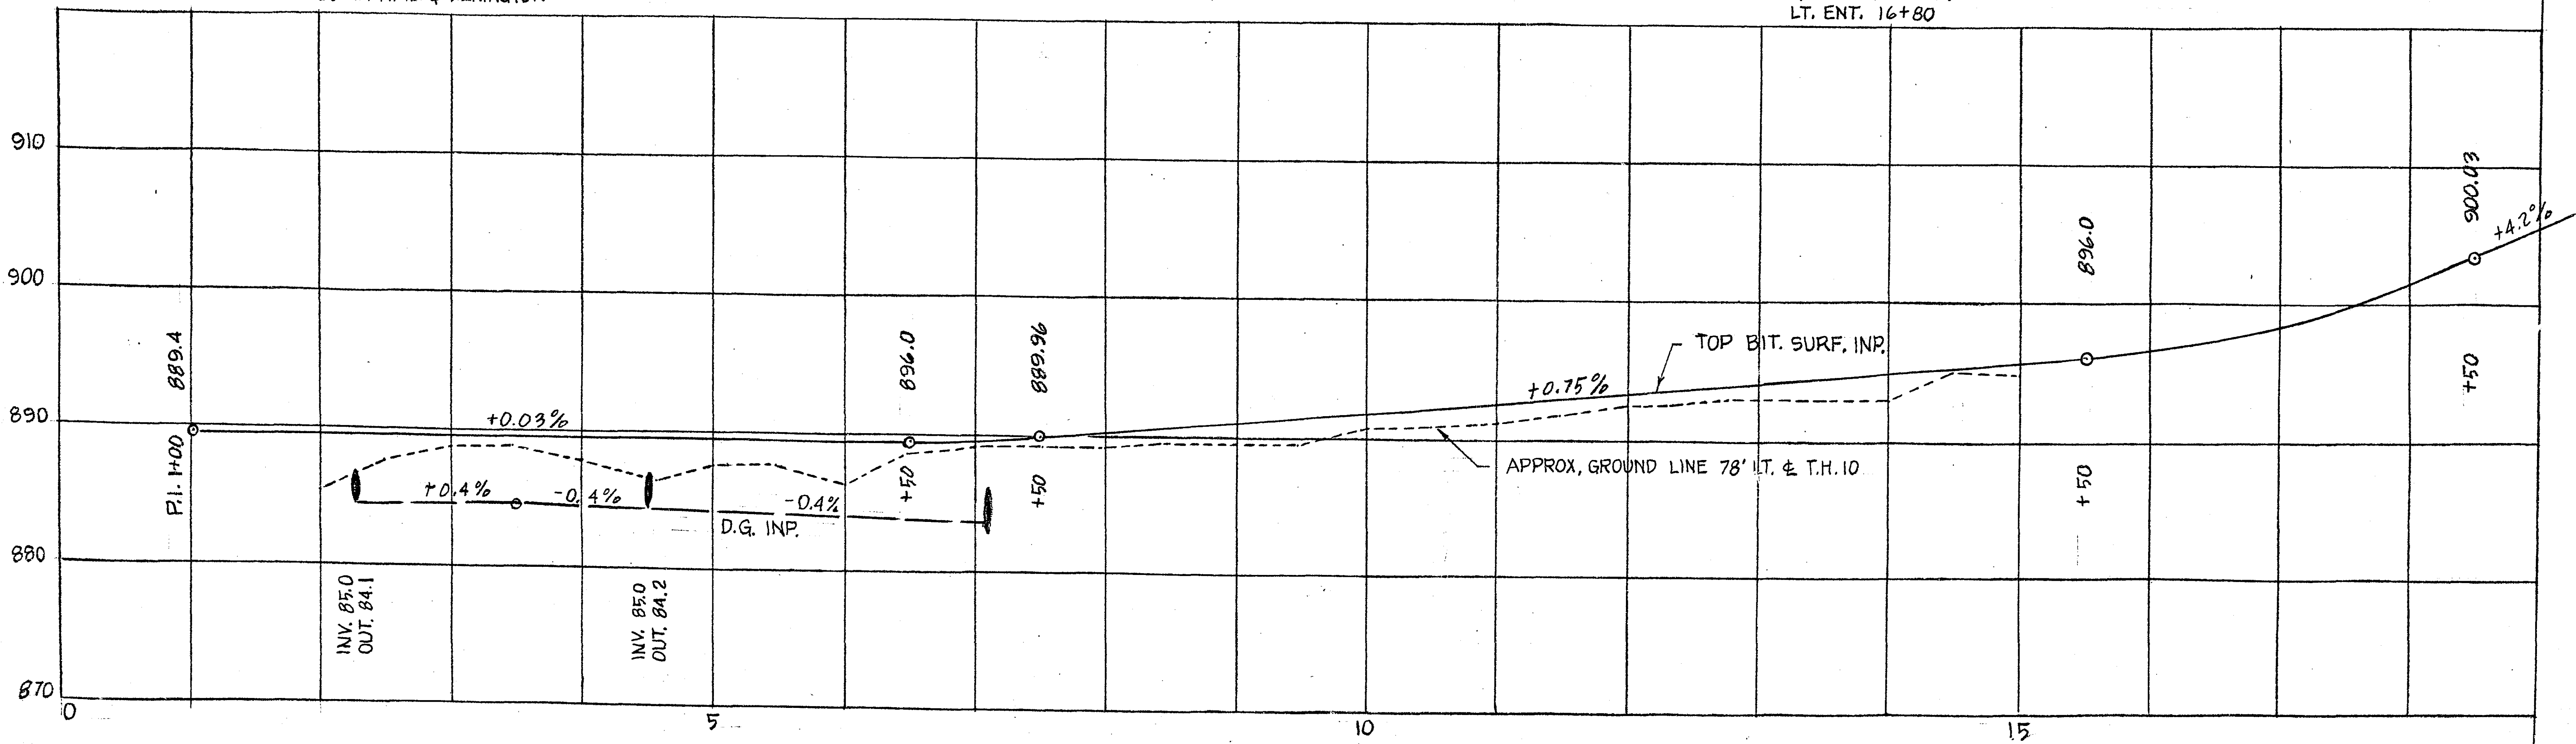 LT. ENT. 16+80
910
900
890
880
870
0
5
10
15
P.I. 1+00
889.4
+0.03%
+0.4%
-0.4%
-0.4%
D.G. INP.
INV. 85.0
OUT. 84.1
INV. 85.0
OUT. 84.2
896.0
+50
889.96
+50
+0.75%
TOP BIT. SURF. INP.
APPROX, GROUND LINE 78' LT. ℄ T.H. 10
896.0
+50
900.03
+50
+4.2%